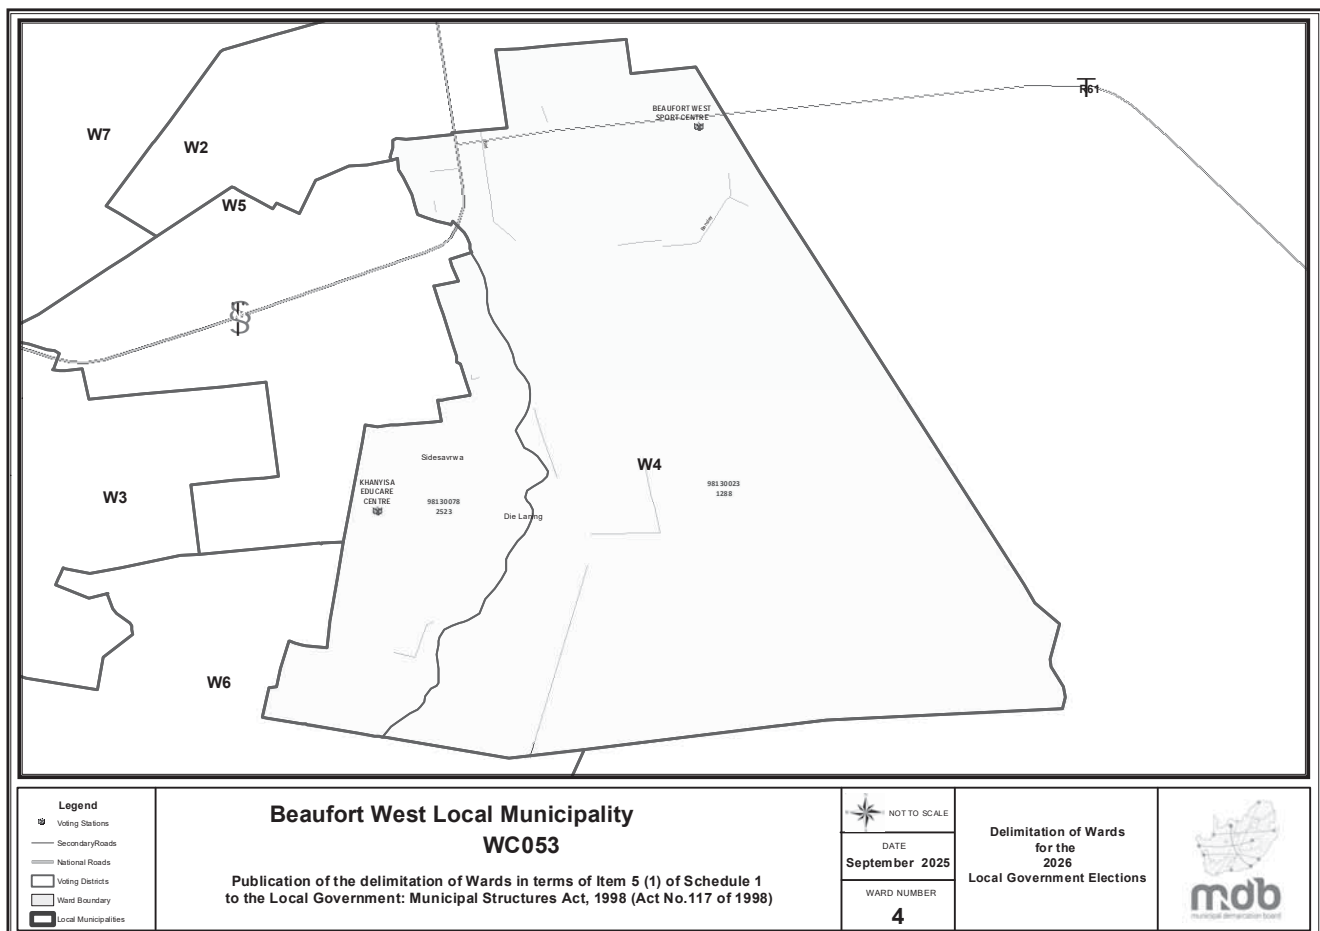 R61
BEAUFORT WEST
SPORT CENTRE
W7
W2
W5
W4
Sidesavrwa
KHANYISA
EDUCARE
CENTRE
98130078
2523
98130023
1288
W3
W6
Legend
Voting Stations
SecondaryRoads
National Roads
Voting Districts
Ward Boundary
Local Municipalities
Beaufort West Local Municipality
WC053
Publication of the delimitation of Wards in terms of Item 5 (1) of Schedule 1
to the Local Government: Municipal Structures Act, 1998 (Act No.117 of 1998)
NOT TO SCALE
DATE
September 2025
WARD NUMBER
4
Delimitation of Wards
for the
2026
Local Government Elections
mdb
municipal demarcation board